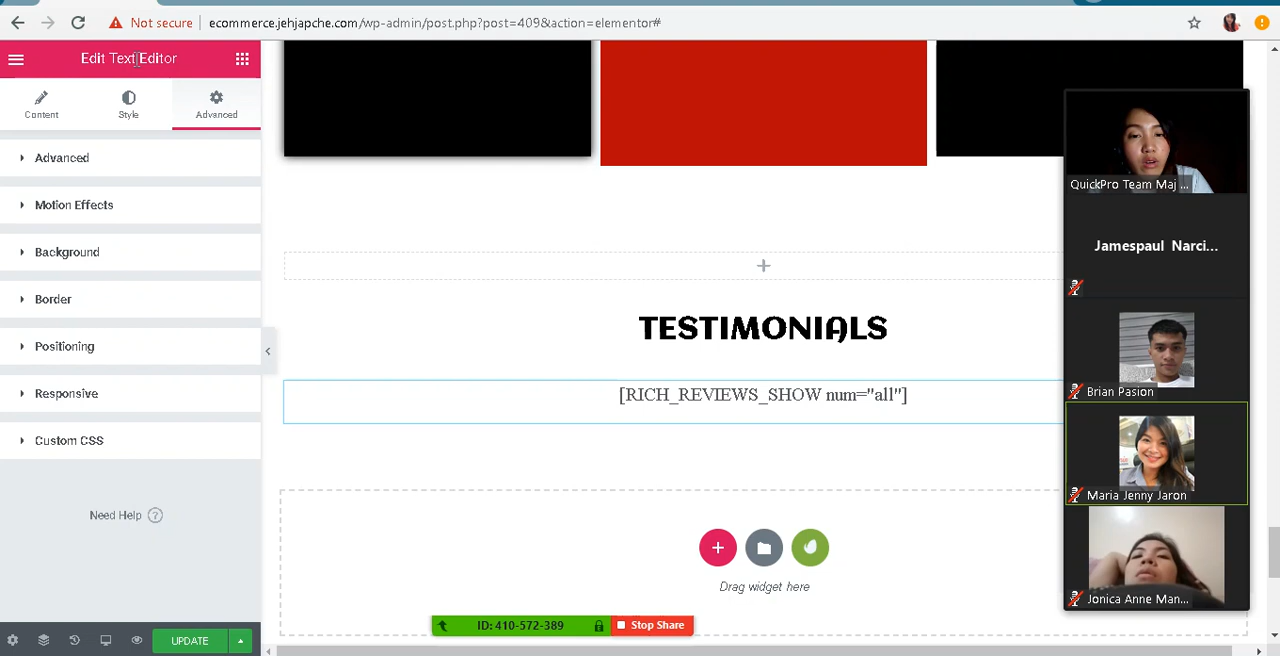 Not secure
ecommerce.jehjapche.com/wp-admin/post.php?post=409&action=elementor#
Edit Text Editor
Content
Style
Advanced
Advanced
Motion Effects
Background
Border
Positioning
Responsive
Custom CSS
Need Help ?
UPDATE
+
TESTIMONIALS
[RICH_REVIEWS_SHOW num="all"]
+
Drag widget here
ID: 410-572-389
Stop Share
QuickPro Team Maj ...
Jamespaul Narci...
Brian Pasion
Maria Jenny Jaron
Jonica Anne Man...